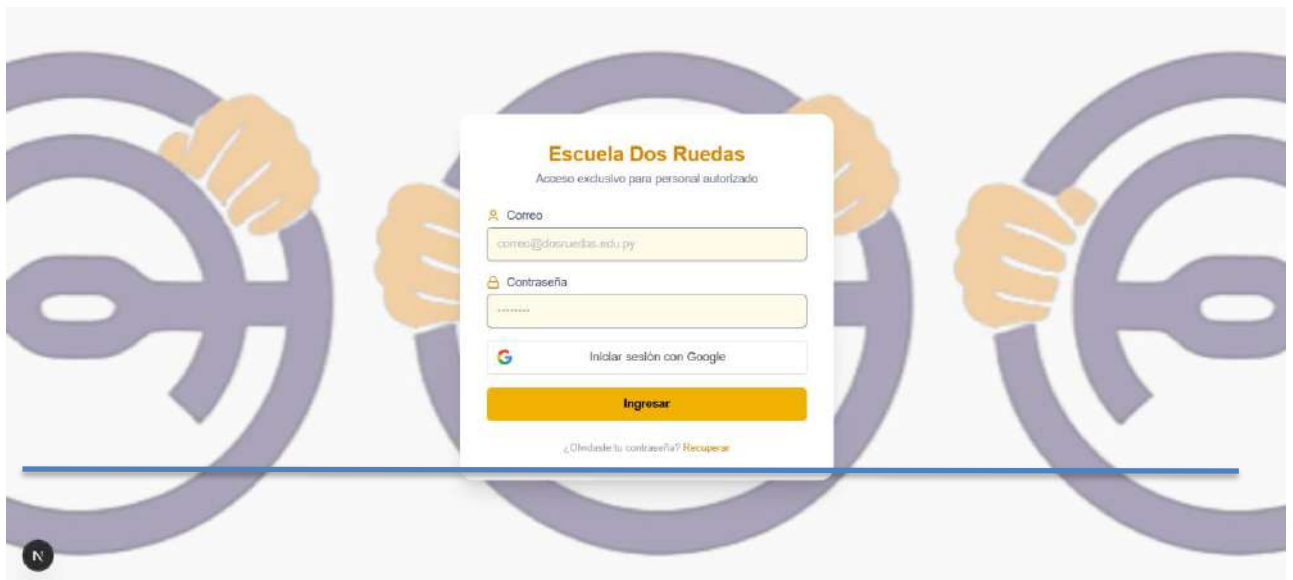 Escuela Dos Ruedas
Acceso exclusivo para personal autorizado
Correo
correo@dosruedas.edu.py
Contraseña
••••••••
Iniciar sesión con Google
Ingresar
¿Olvidaste tu contraseña? Recuperar
N